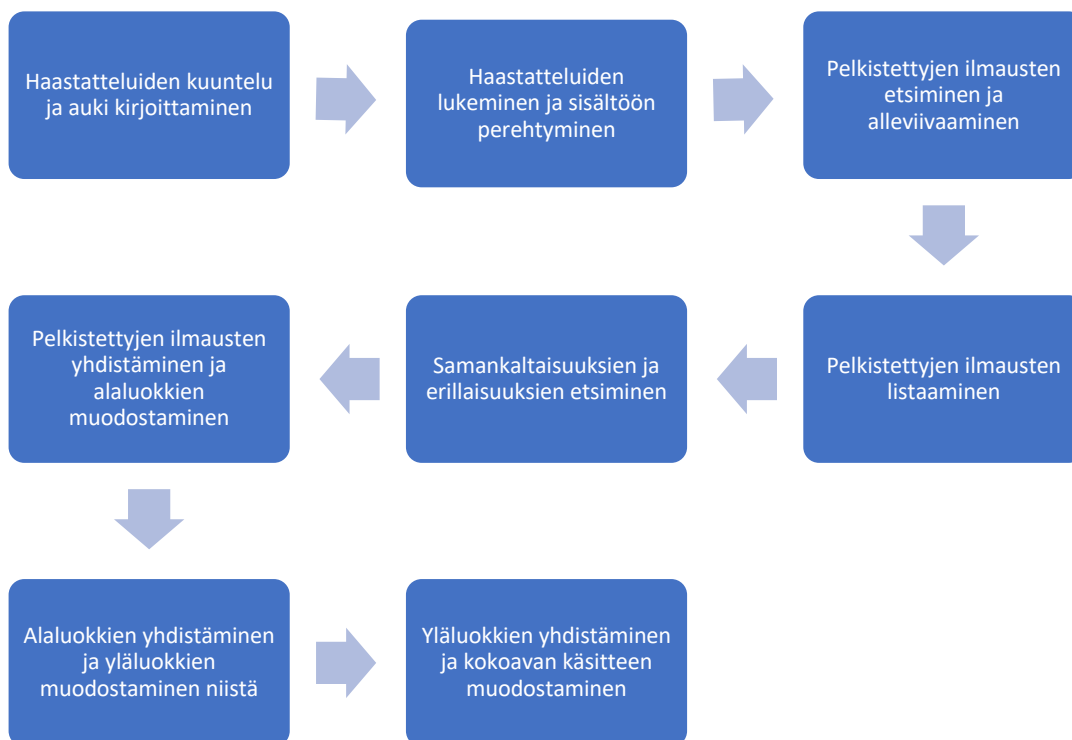 Haastatteluiden kuuntelu
ja auki kirjoittaminen
Haastatteluiden
lukeminen ja sisältöön
perehtyminen
Pelkistettyjen ilmausten
etsiminen ja
alleviivaaminen
Pelkistettyjen ilmausten
listaaminen
Samankaltaisuuksien ja
erillaisuuksien etsiminen
Pelkistettyjen ilmausten
yhdistäminen ja
alaluokkien
muodostaminen
Alaluokkien yhdistäminen
ja yläluokkien
muodostaminen niistä
Yläluokkien yhdistäminen
ja kokoavan käsitteen
muodostaminen